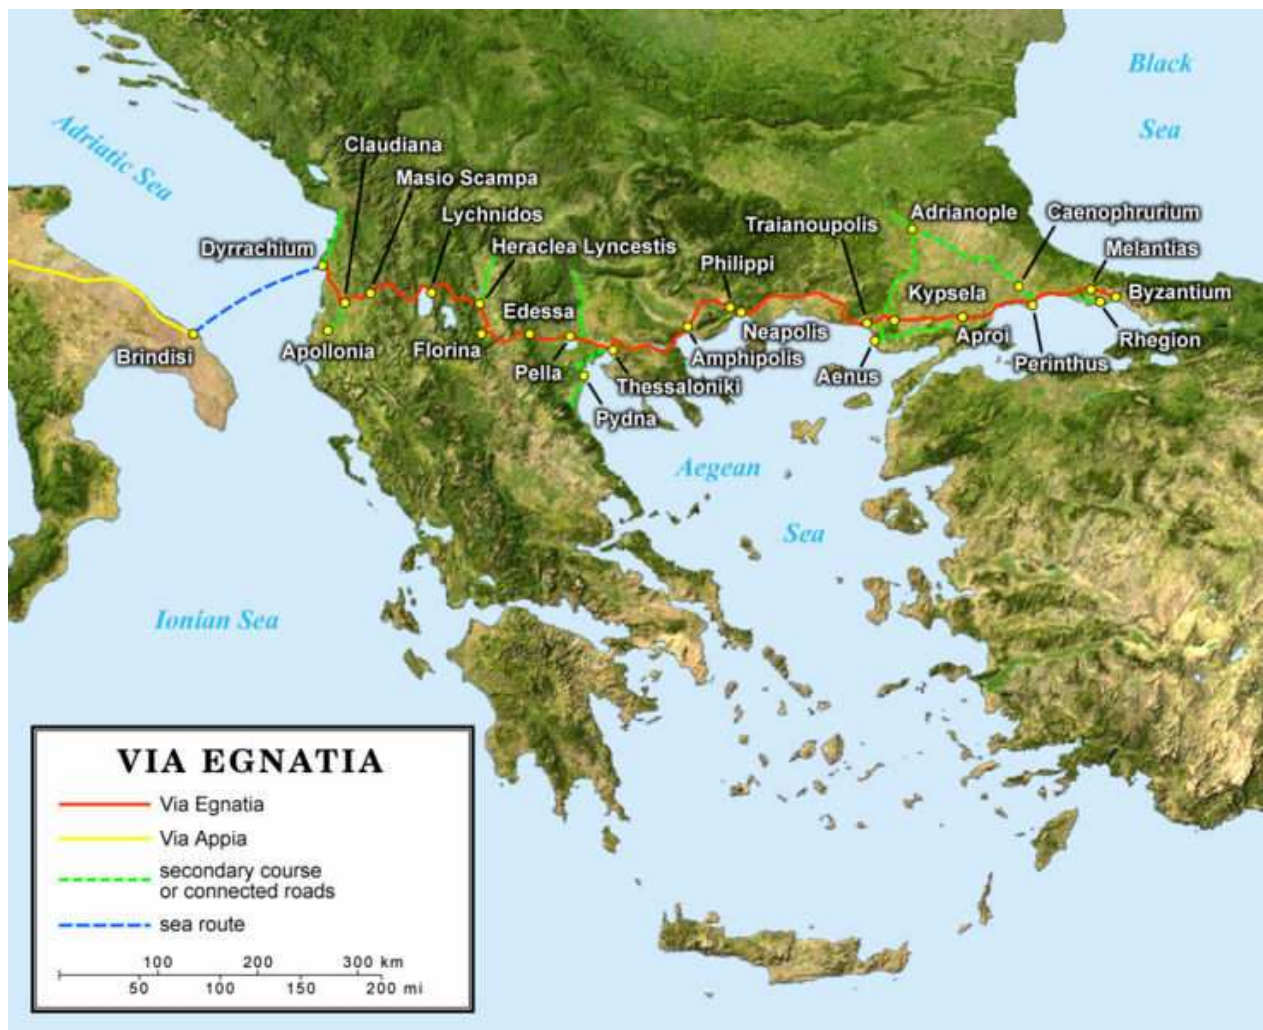 Black
Sea
Adriatic Sea
Claudiana
Masio Scampa
Lychnidos
Adrianople
Caenophrurium
Traianoupolis
Dyrrachium
Heraclea Lyncestis
Melantias
Philippi
Kypsela
Byzantium
Edessa
Neapolis
Aproi
Rhegion
Brindisi
Apollonia
Florina
Amphipolis
Perinthus
Pella
Thessaloniki
Aenus
Pydna
Aegean
Sea
Ionian Sea
VIA EGNATIA
Via Egnatia
Via Appia
secondary course
or connected roads
sea route
100 200 300 km
50 100 150 200 mi